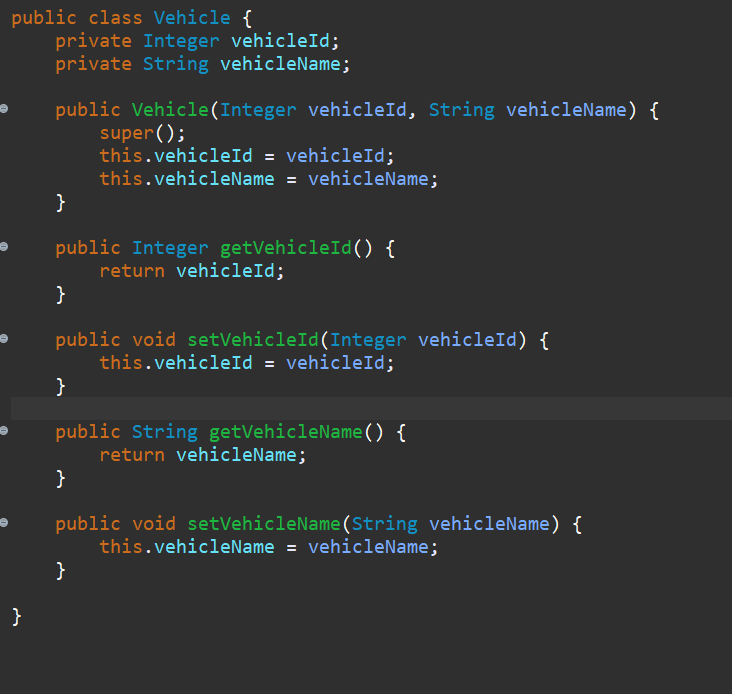 public class Vehicle {
    private Integer vehicleId;
    private String vehicleName;

    public Vehicle(Integer vehicleId, String vehicleName) {
        super();
        this.vehicleId = vehicleId;
        this.vehicleName = vehicleName;
    }

    public Integer getVehicleId() {
        return vehicleId;
    }

    public void setVehicleId(Integer vehicleId) {
        this.vehicleId = vehicleId;
    }

    public String getVehicleName() {
        return vehicleName;
    }

    public void setVehicleName(String vehicleName) {
        this.vehicleName = vehicleName;
    }

}